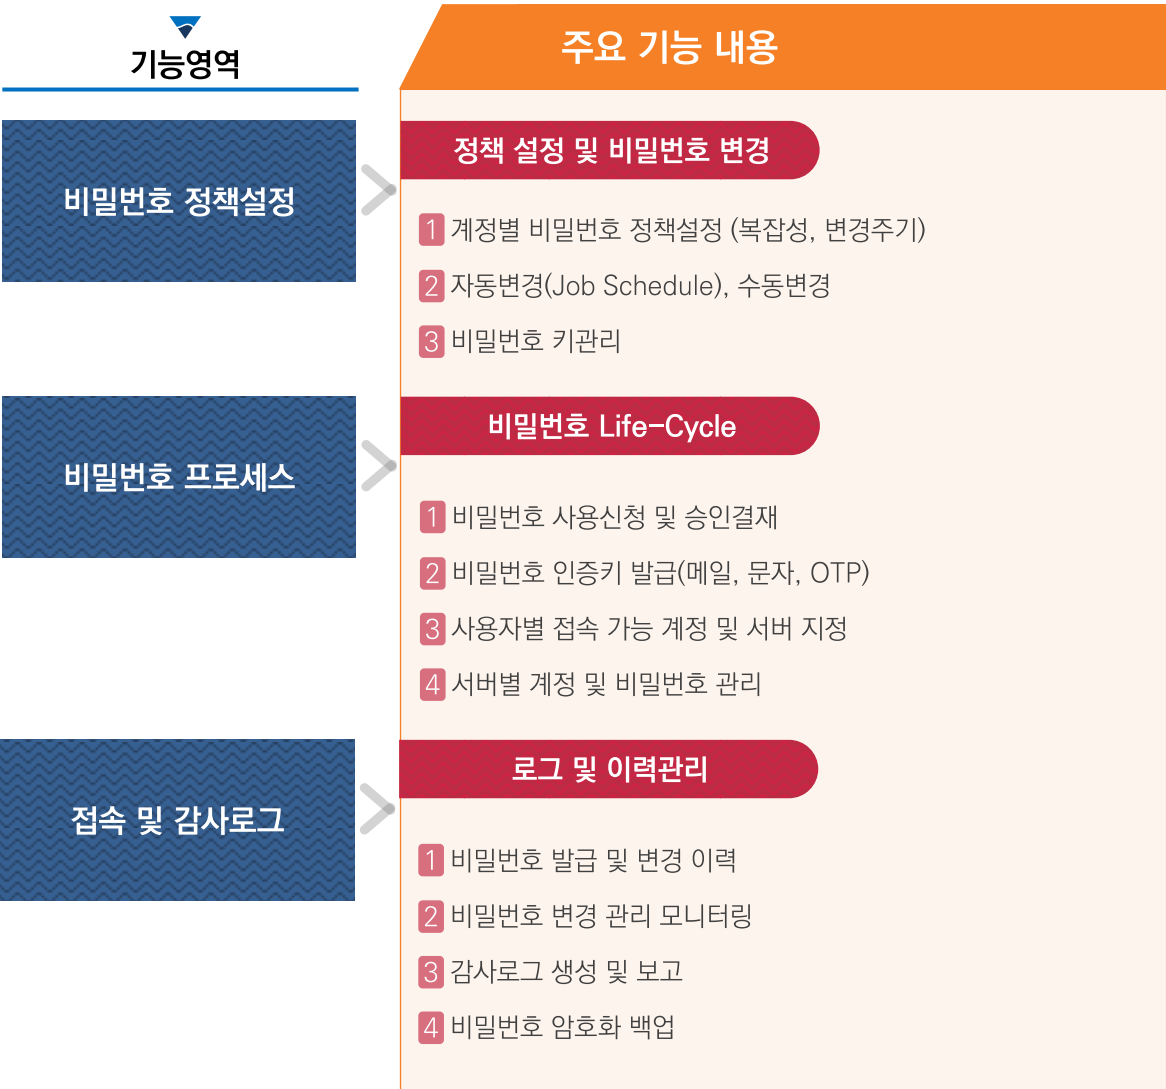 기능영역
주요 기능 내용
비밀번호 정책설정
정책 설정 및 비밀번호 변경
1 계정별 비밀번호 정책설정 (복잡성, 변경주기)
2 자동변경(Job Schedule), 수동변경
3 비밀번호 키관리
비밀번호 프로세스
비밀번호 Life-Cycle
1 비밀번호 사용신청 및 승인결재
2 비밀번호 인증키 발급(메일, 문자, OTP)
3 사용자별 접속 가능 계정 및 서버 지정
4 서버별 계정 및 비밀번호 관리
접속 및 감사로그
로그 및 이력관리
1 비밀번호 발급 및 변경 이력
2 비밀번호 변경 관리 모니터링
3 감사로그 생성 및 보고
4 비밀번호 암호화 백업